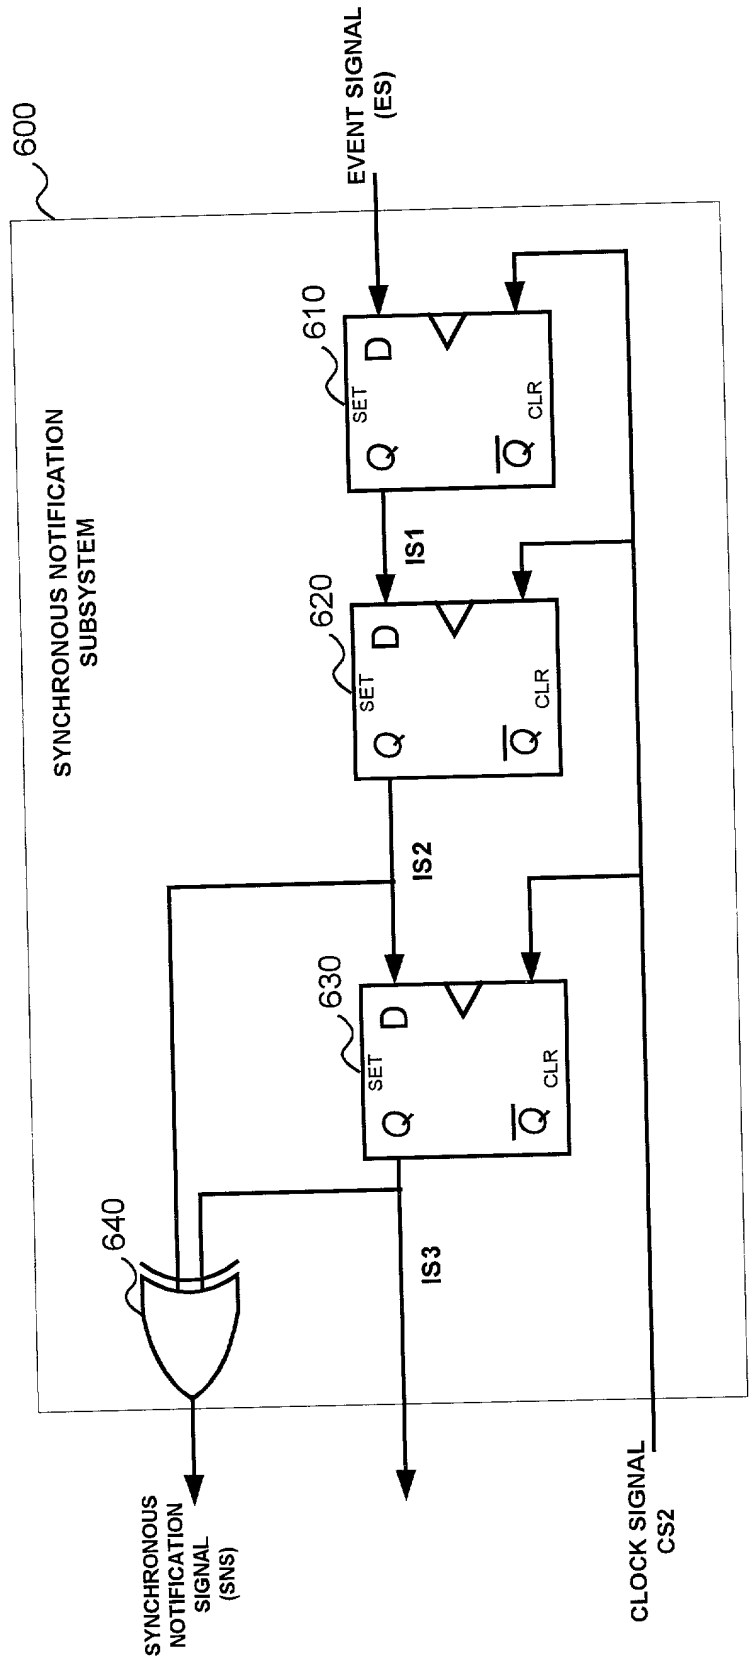 600
SYNCHRONOUS NOTIFICATION
SUBSYSTEM
EVENT SIGNAL
(ES)
610
SET
D
Q
Q
CLR
IS1
620
SET
D
Q
Q
CLR
IS2
630
SET
D
Q
Q
CLR
IS3
640
SYNCHRONOUS
NOTIFICATION
SIGNAL
(SNS)
CLOCK SIGNAL
CS2